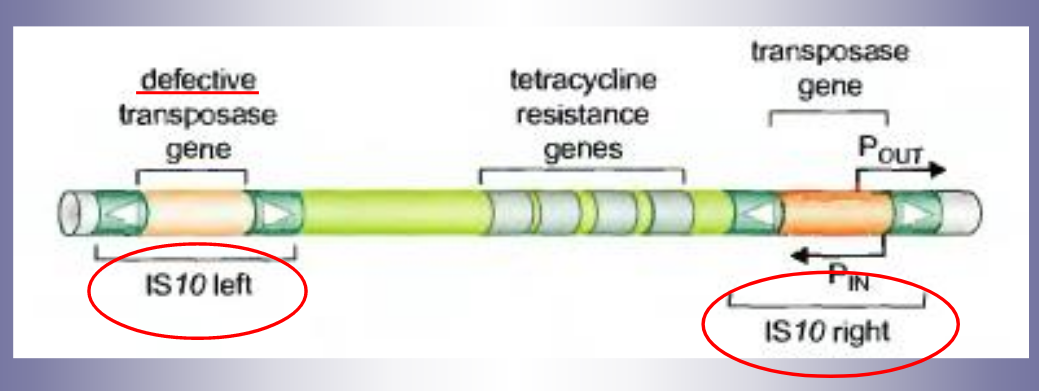 defective
transposase
gene
tetracycline
resistance
genes
transposase
gene
POUT
IS10 left
PIN
IS10 right